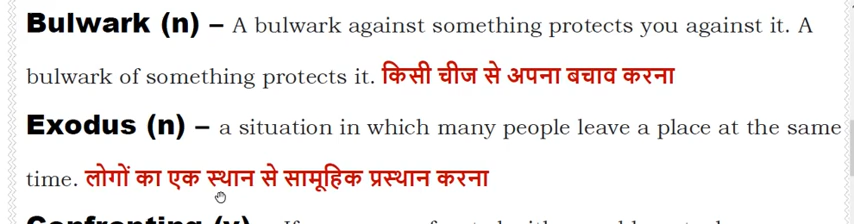 Bulwark (n) – A bulwark against something protects you against it. A
bulwark of something protects it. किसी चीज से अपना बचाव करना
Exodus (n) – a situation in which many people leave a place at the same
time. लोगों का एक स्थान से सामूहिक प्रस्थान करना